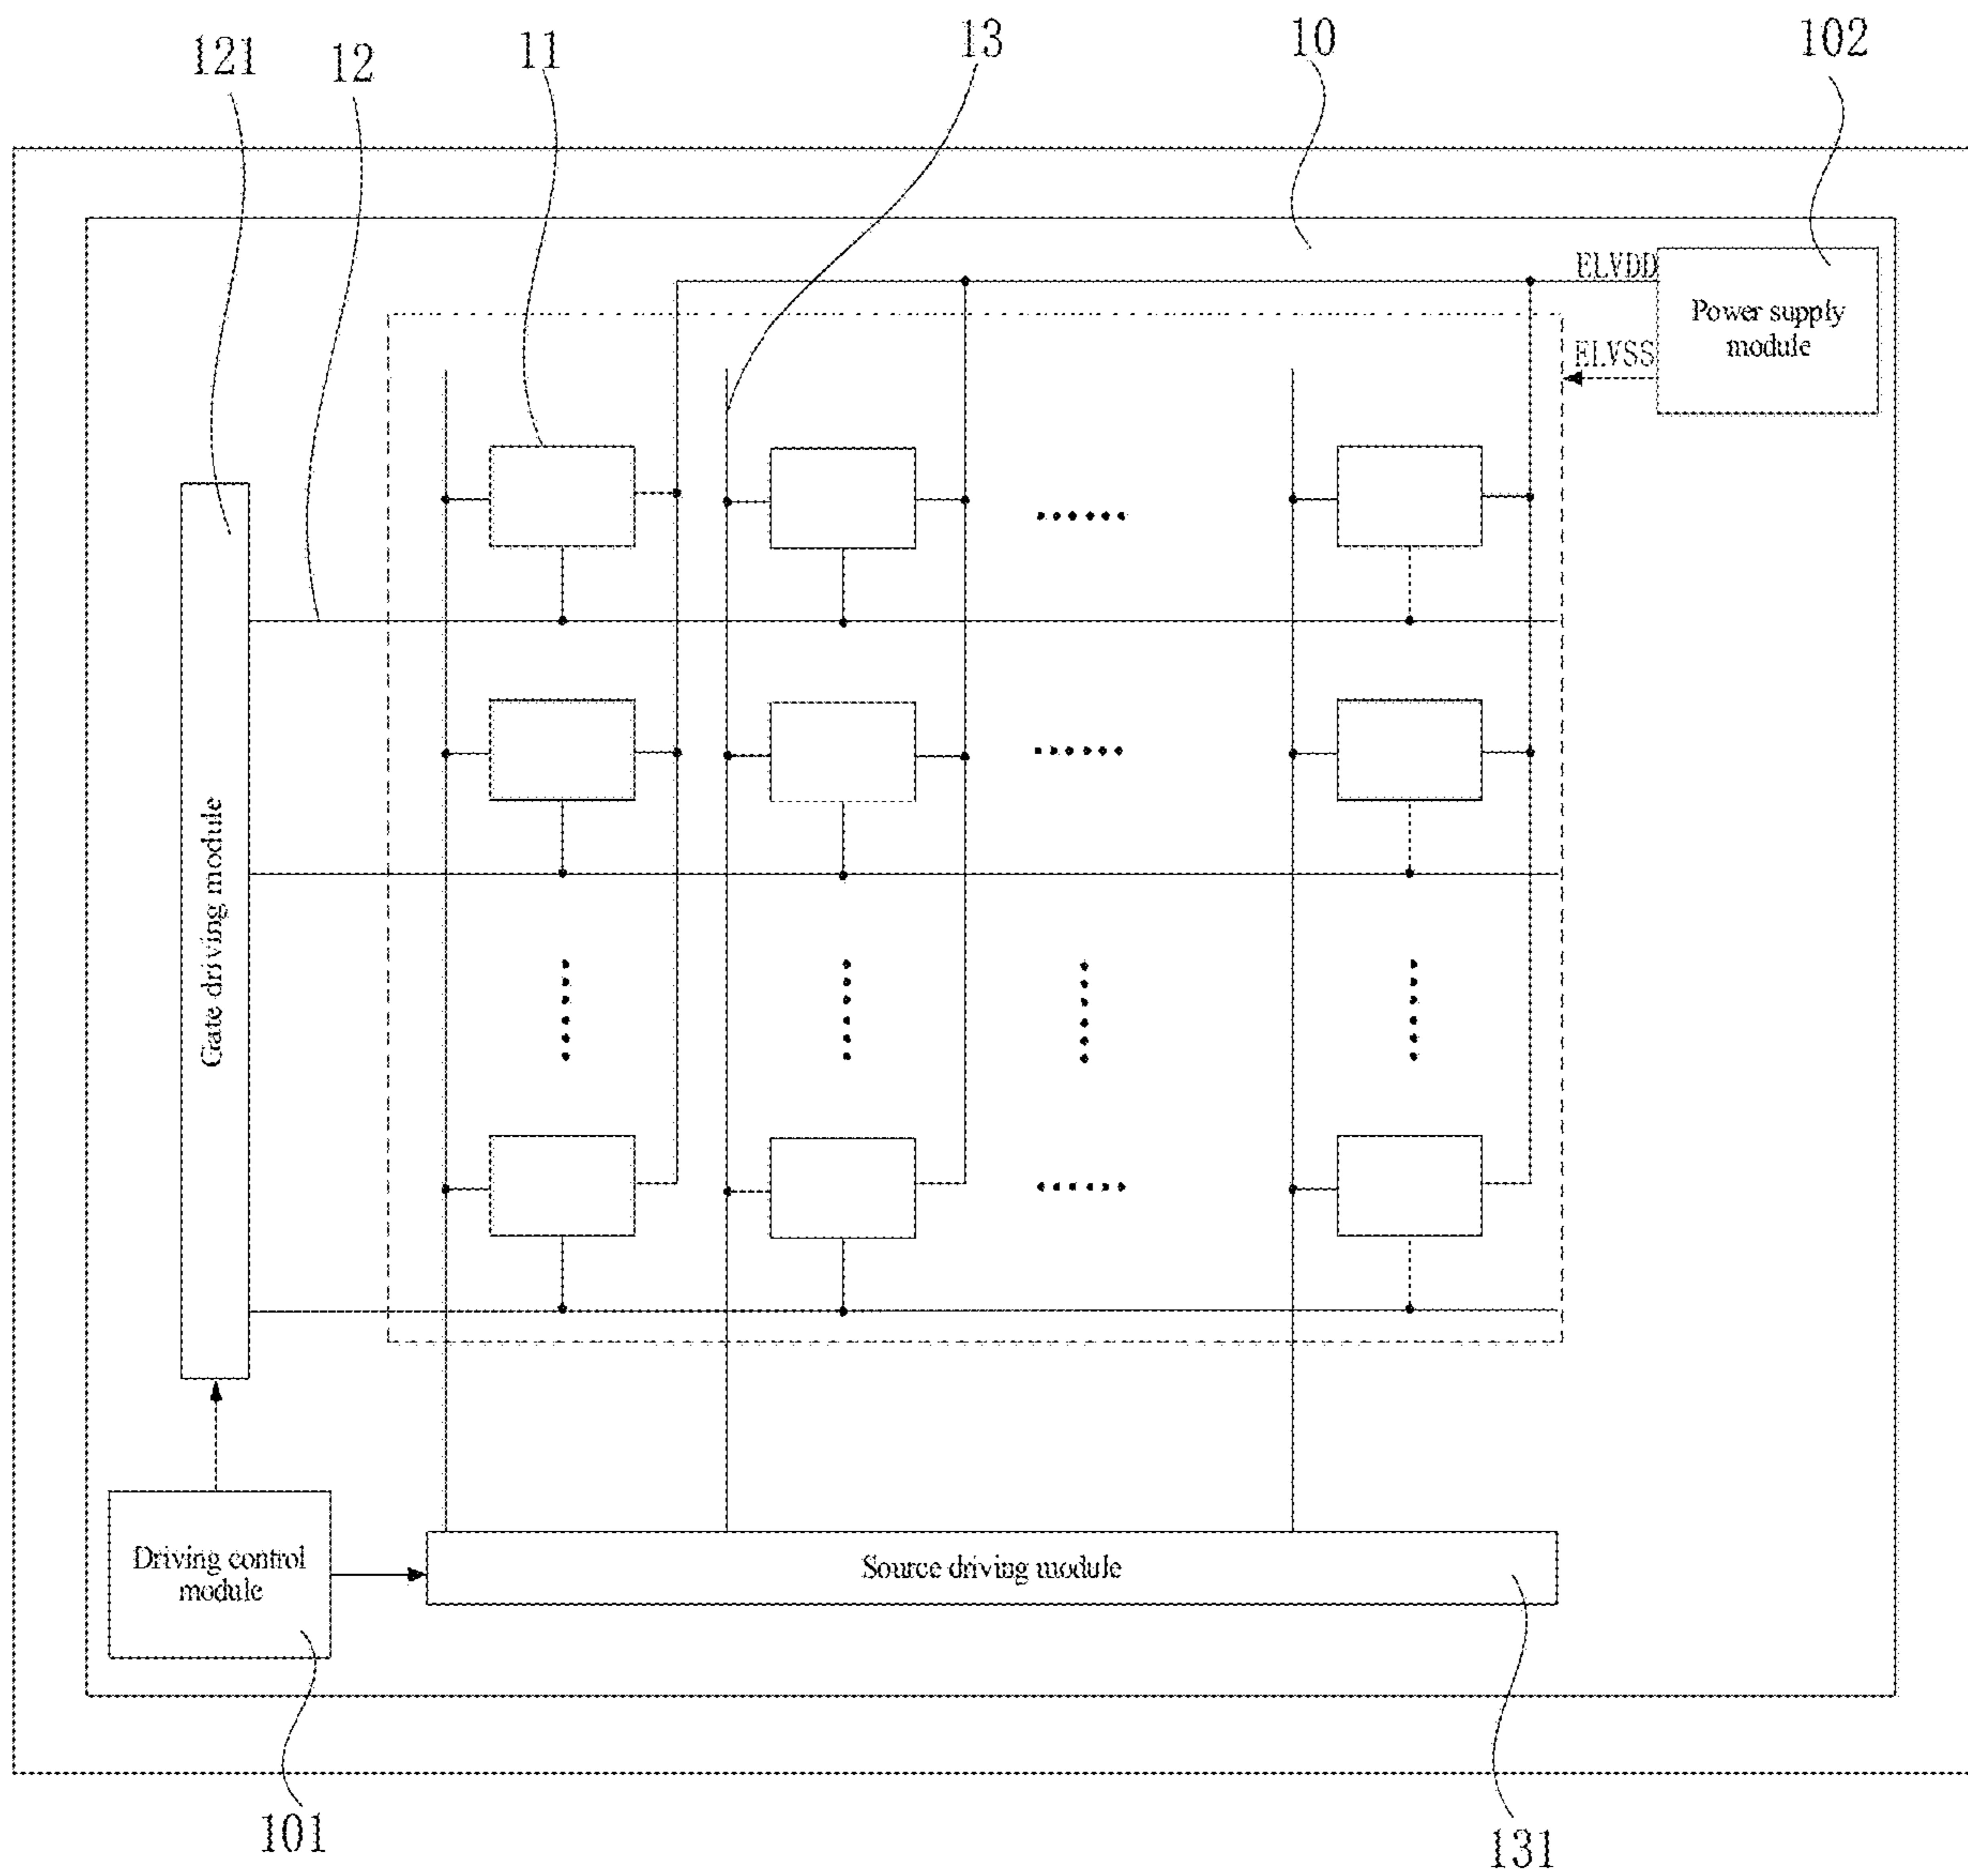 121
12
11
13
10
102
ELVDD
Power supply
module
ELVSS
Gate driving module
Driving control
module
Source driving module
101
131